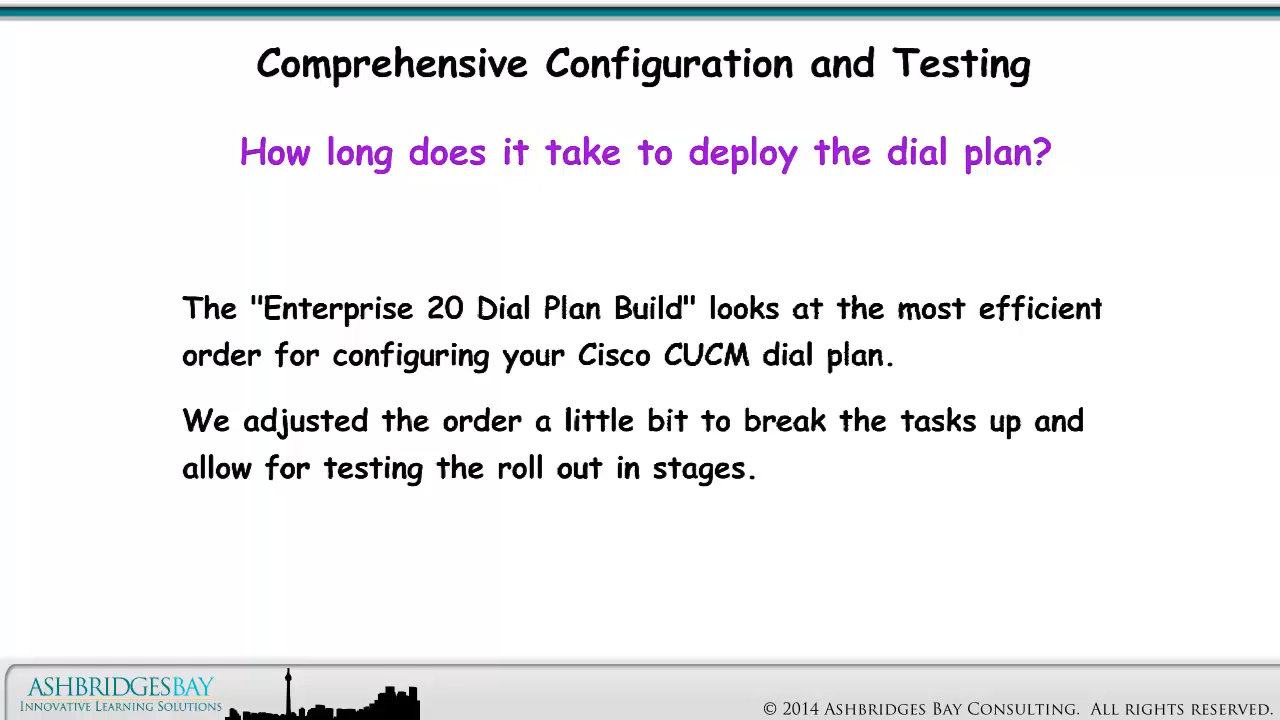 Comprehensive Configuration and Testing
How long does it take to deploy the dial plan?
The "Enterprise 20 Dial Plan Build" looks at the most efficient
order for configuring your Cisco CUCM dial plan.
We adjusted the order a little bit to break the tasks up and
allow for testing the roll out in stages.
ASHBRIDGESBAY
INNOVATIVE LEARNING SOLUTIONS
© 2014 ASHBRIDGES BAY CONSULTING. ALL RIGHTS RESERVED.